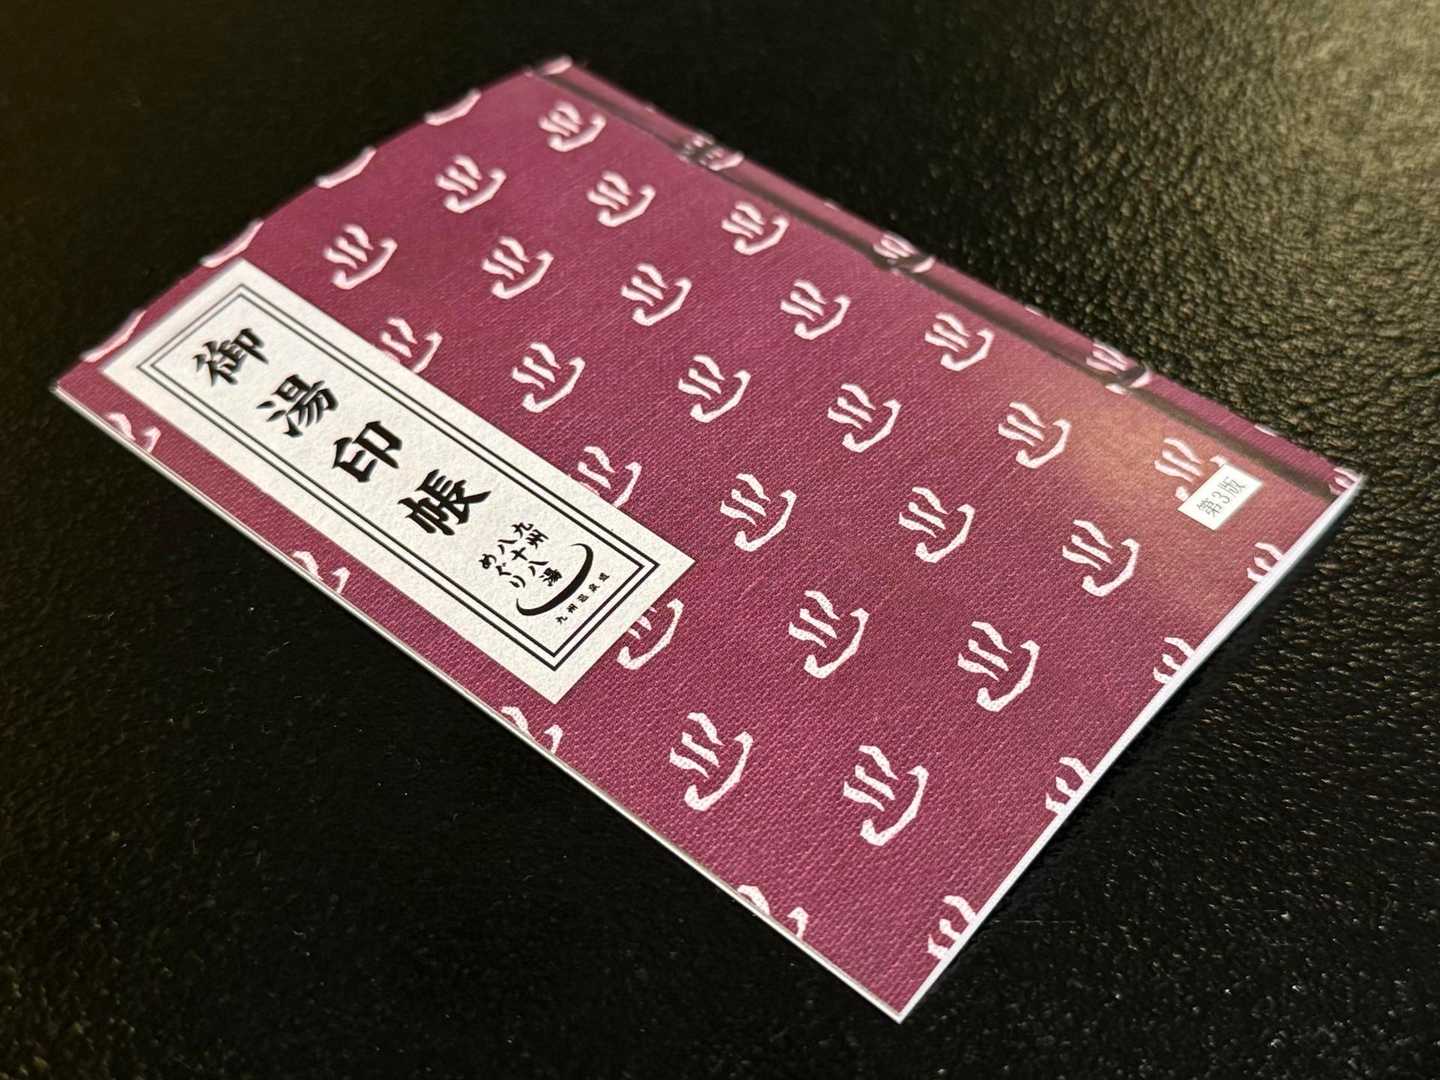 御湯印帳
九州
八十八湯
めぐり
九州温泉道
第3版